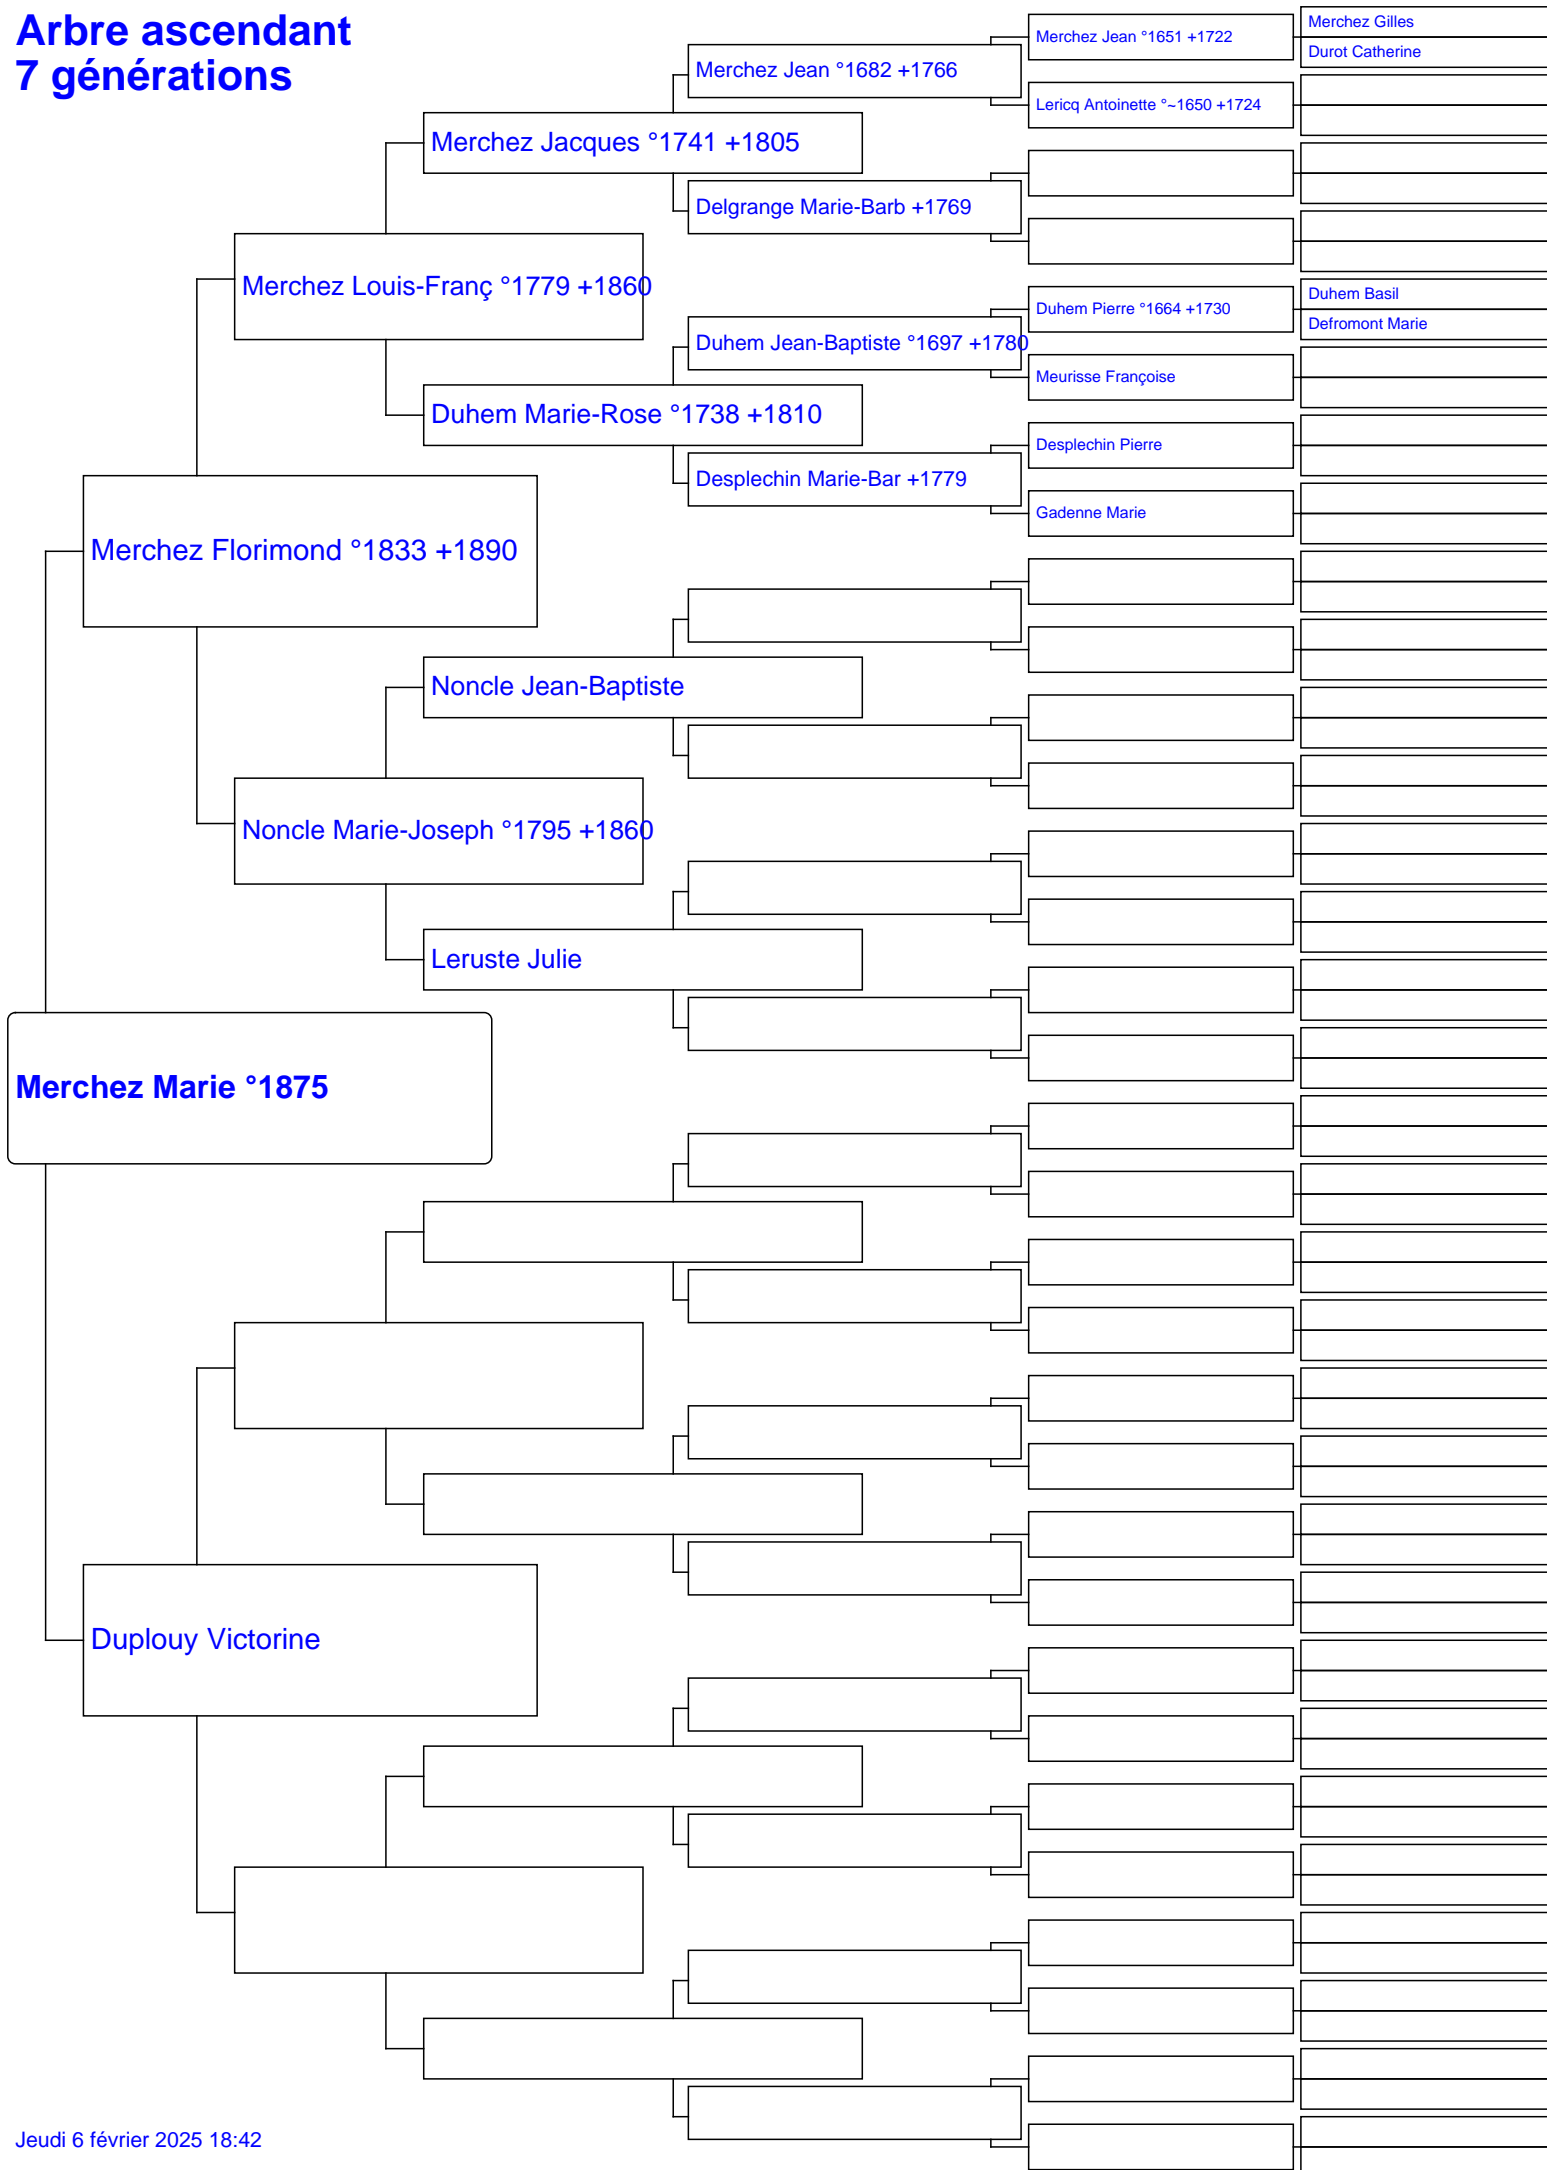 Arbre ascendant
7 générations
Merchez Gilles
Merchez Jean °1651 +1722
Durot Catherine
Merchez Jean °1682 +1766
Lericq Antoinette °~1650 +1724
Merchez Jacques °1741 +1805
Delgrange Marie-Barb +1769
Merchez Louis-Franç °1779 +1860
Duhem Basil
Duhem Pierre °1664 +1730
Defromont Marie
Duhem Jean-Baptiste °1697 +1780
Meurisse Françoise
Duhem Marie-Rose °1738 +1810
Desplechin Pierre
Desplechin Marie-Bar +1779
Gadenne Marie
Merchez Florimond °1833 +1890
Noncle Jean-Baptiste
Noncle Marie-Joseph °1795 +1860
Leruste Julie
Merchez Marie °1875
Duplouy Victorine
Jeudi 6 février 2025 18:42